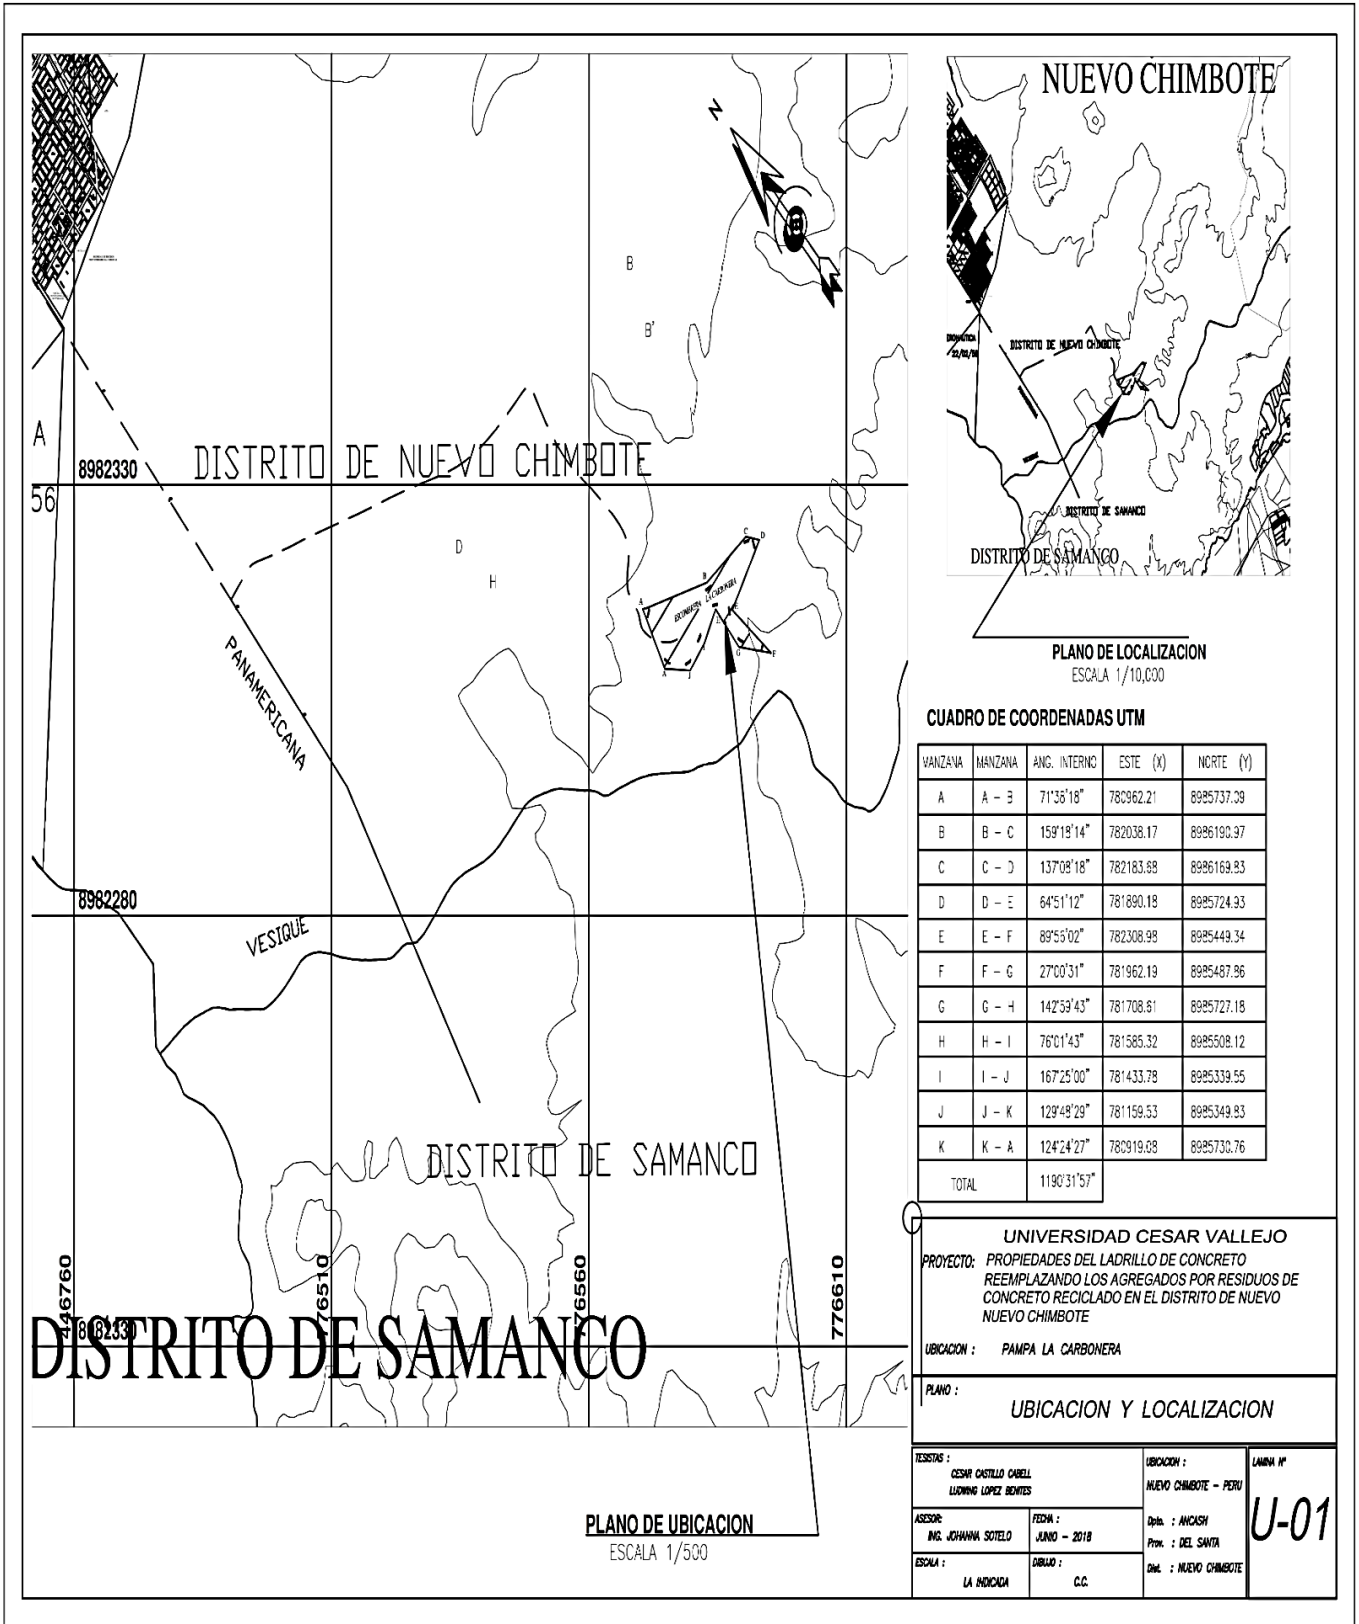 N
B
B'
A
8982330
DISTRITO DE NUEVO CHIMBOTE
56
D
H
A
B
C
D
ESCOMBRERA LA CARBONERA
E
G
F
PANAMERICANA
8982280
VESIQUE
DISTRITO DE SAMANCO
446760
776510
776560
776610
8982330
DISTRITO DE SAMANCO
PLANO DE UBICACION
ESCALA 1/500
NUEVO CHIMBOTE
22/02/56
DISTRITO DE NUEVO CHIMBOTE
DISTRITO DE SAMANCO
DISTRITO DE SAMANCO
PLANO DE LOCALIZACION
ESCALA 1/10,000
CUADRO DE COORDENADAS UTM
MANZANA MANZANA ANG. INTERNO ESTE (X) NORTE (Y)
A A - B 71°36'18" 780962.21 8985737.09
B B - C 159°18'14" 782038.17 8986190.97
C C - D 137°08'18" 782183.68 8986169.83
D D - E 64°51'12" 781890.18 8985724.93
E E - F 89°55'02" 782308.98 8985449.34
F F - G 27°00'31" 781962.19 8985487.86
G G - H 142°59'43" 781708.61 8985727.18
H H - I 76°01'43" 781585.32 8985508.12
I I - J 167°25'00" 781433.78 8985339.55
J J - K 129°48'29" 781159.53 8985349.83
K K - A 124°24'27" 780919.08 8985730.76
TOTAL 1190°31'57"
UNIVERSIDAD CESAR VALLEJO
PROYECTO: PROPIEDADES DEL LADRILLO DE CONCRETO
REEMPLAZANDO LOS AGREGADOS POR RESIDUOS DE
CONCRETO RECICLADO EN EL DISTRITO DE NUEVO
NUEVO CHIMBOTE
UBICACION : PAMPA LA CARBONERA
PLANO :
UBICACION Y LOCALIZACION
TESISTAS :
CESAR CASTILLO CABELL
LUDWING LOPEZ BENITES
ASESOR:
ING. JOHANNA SOTELO
FECHA :
JUNIO - 2018
ESCALA :
LA INDICADA
DIBUJO :
C.C.
UBICACION :
NUEVO CHIMBOTE - PERU
Dpto. : ANCASH
Prov. : DEL SANTA
Dist. : NUEVO CHIMBOTE
LAMINA Nº
U-01